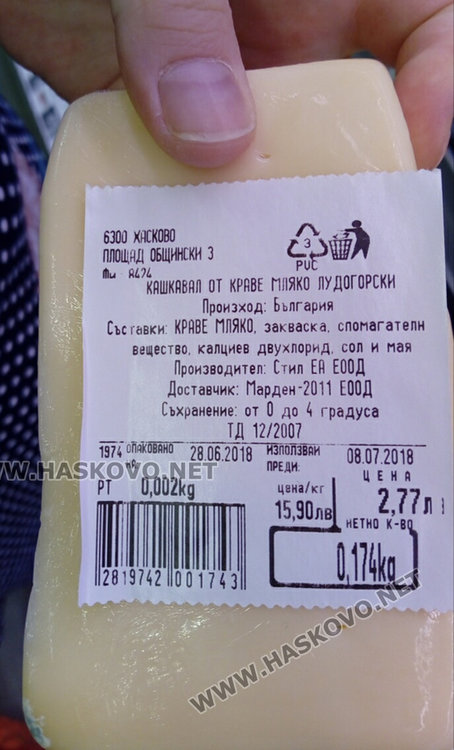 6300 ХАСКОВО
ПЛОЩАД ОБЩИНСКИ 3
3
PVC
КАШКАВАЛ ОТ КРАВЕ МЛЯКО ЛУДОГОРСКИ
Произход: България
Съставки: КРАВЕ МЛЯКО, закваска, спомагателн
вещество, калциев двухлорид, сол и мая
Производител: Стил ЕА ЕООД
Доставчик: Марден-2011 ЕООД
Съхранение: от 0 до 4 градуса
ТД 12/2007
1974 ОПАКОВАНО 28.06.2018 ИЗПОЛЗВАЙ ПРЕДИ: 08.07.2018
WWW.HASKOVO.NET
РТ 0,002kg
цена/кг
15,90лв
ЦЕНА
2,77л
НЕТНО К-ВО
0,174kg
2819742 001743
WWW.HASKOVO.NET